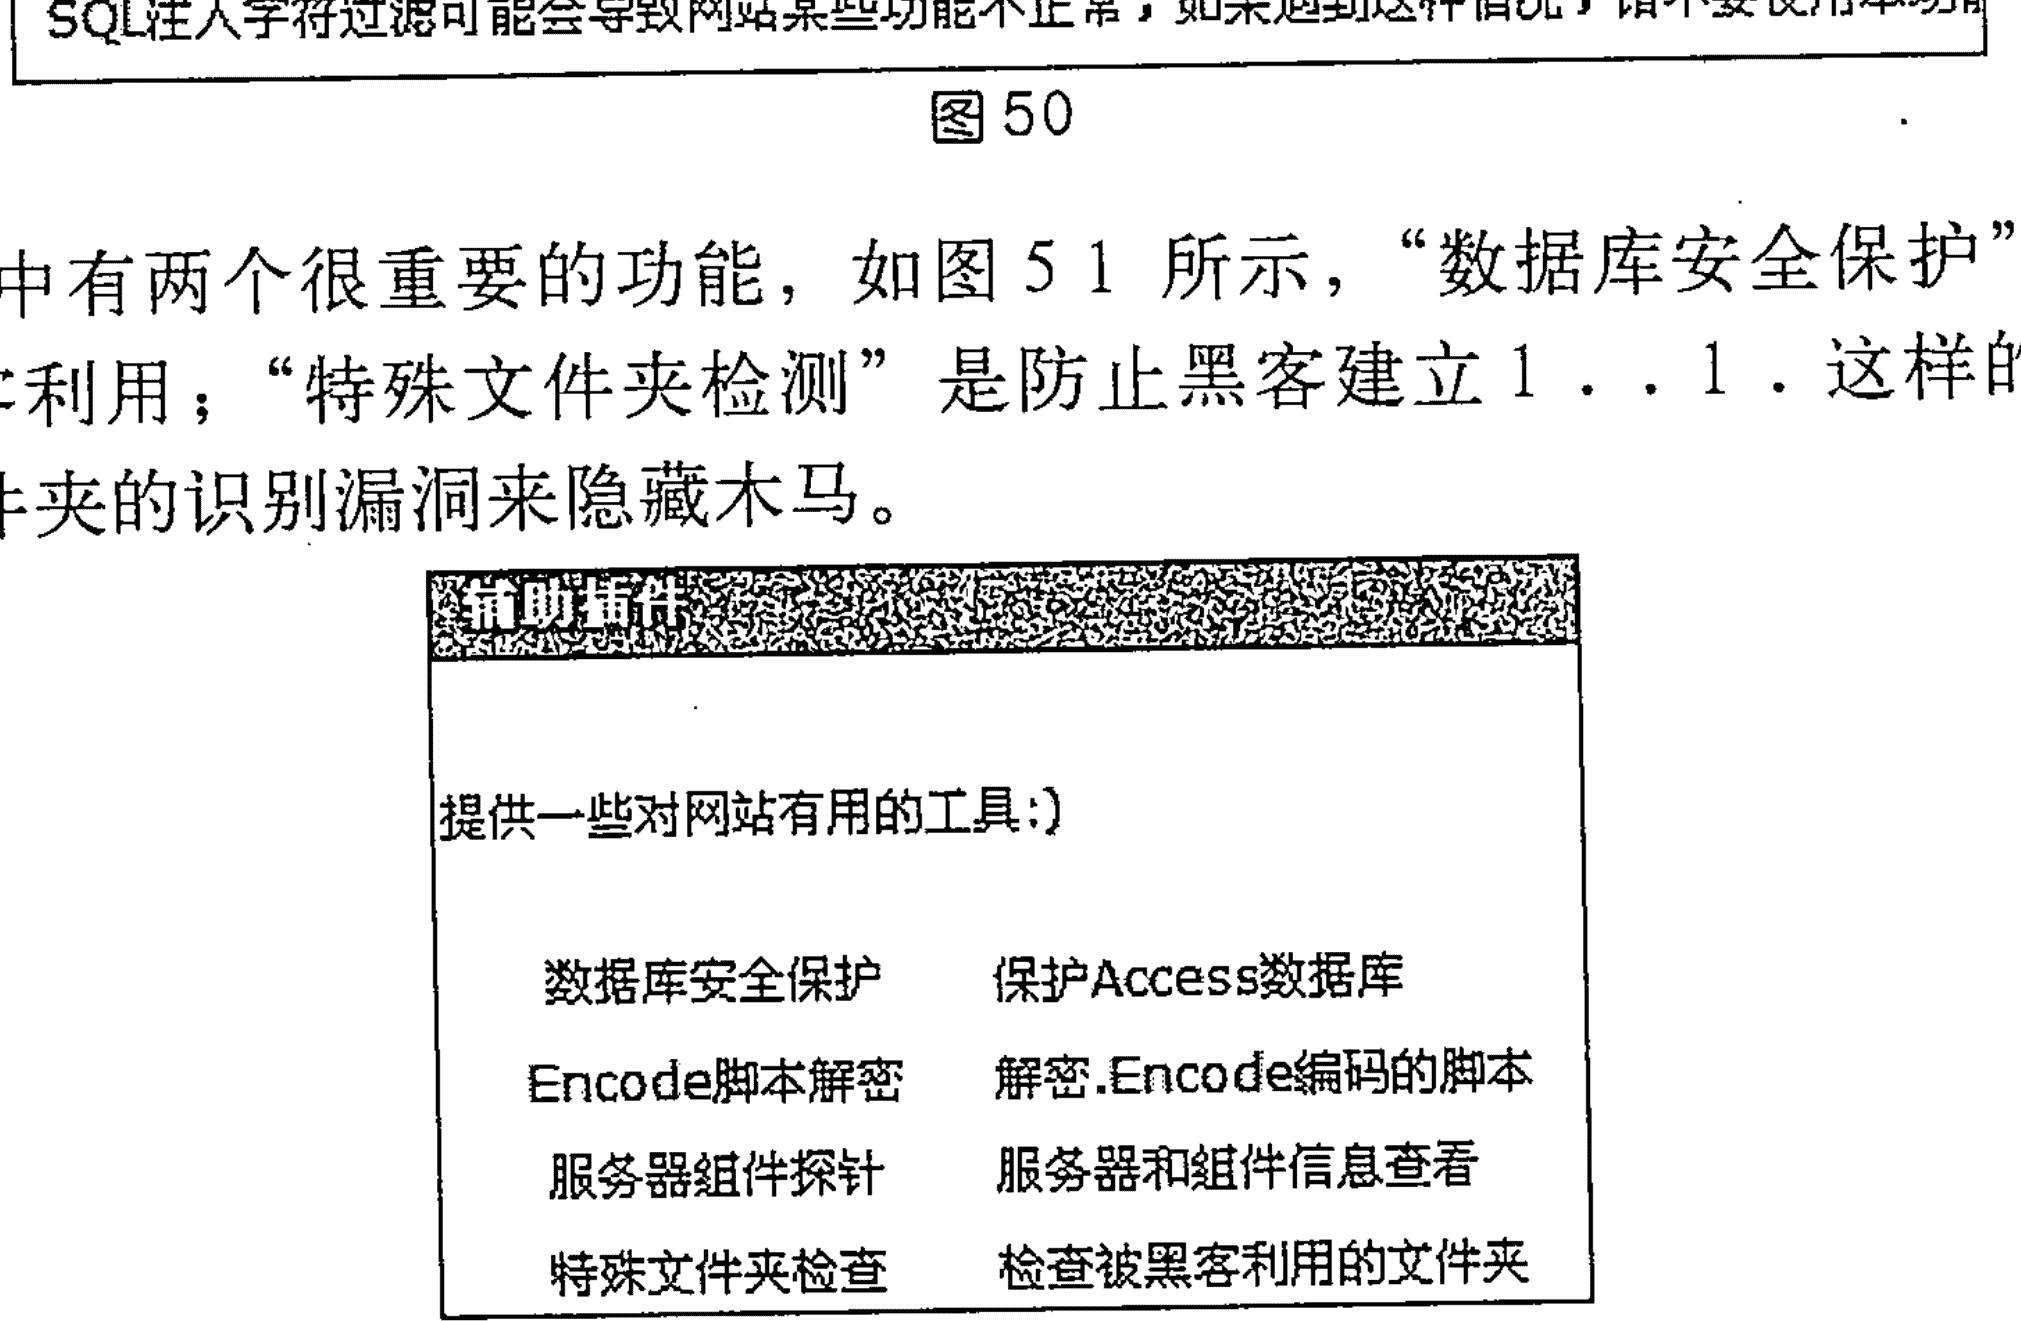 SQL注入字符过滤可能会导致网站某些功能不正常，如果遇到这种情况，请不要使用本功能
图50
中有两个很重要的功能，如图51 所示，“数据库安全保护”
利用；“特殊文件夹检测”是防止黑客建立1..1.这样的
件夹的识别漏洞来隐藏木马。
辅助插件
提供一些对网站有用的工具:)
数据库安全保护 保护Access数据库
Encode脚本解密 解密.Encode编码的脚本
服务器组件探针 服务器和组件信息查看
特殊文件夹检查 检查被黑客利用的文件夹